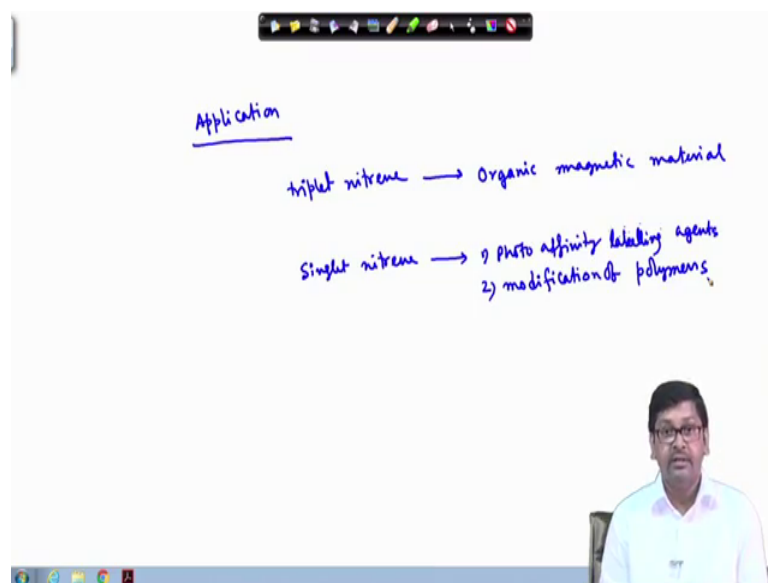 Application
triplet nitrene → Organic magnetic material
Singlet nitrene → 1) Photo affinity labelling agents
2) modification of polymers